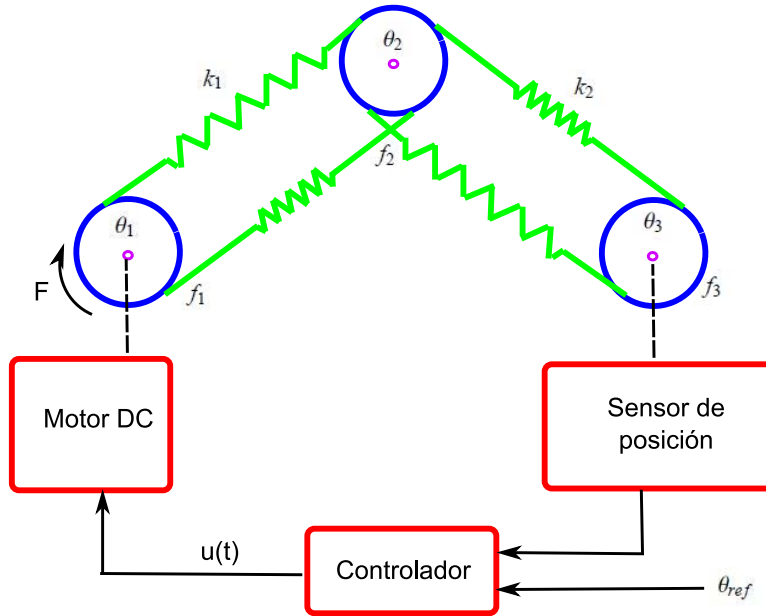 θ2
k1
k2
f2
θ1
θ3
F
f1
f3
Motor DC
Sensor de
posición
u(t)
Controlador
θref